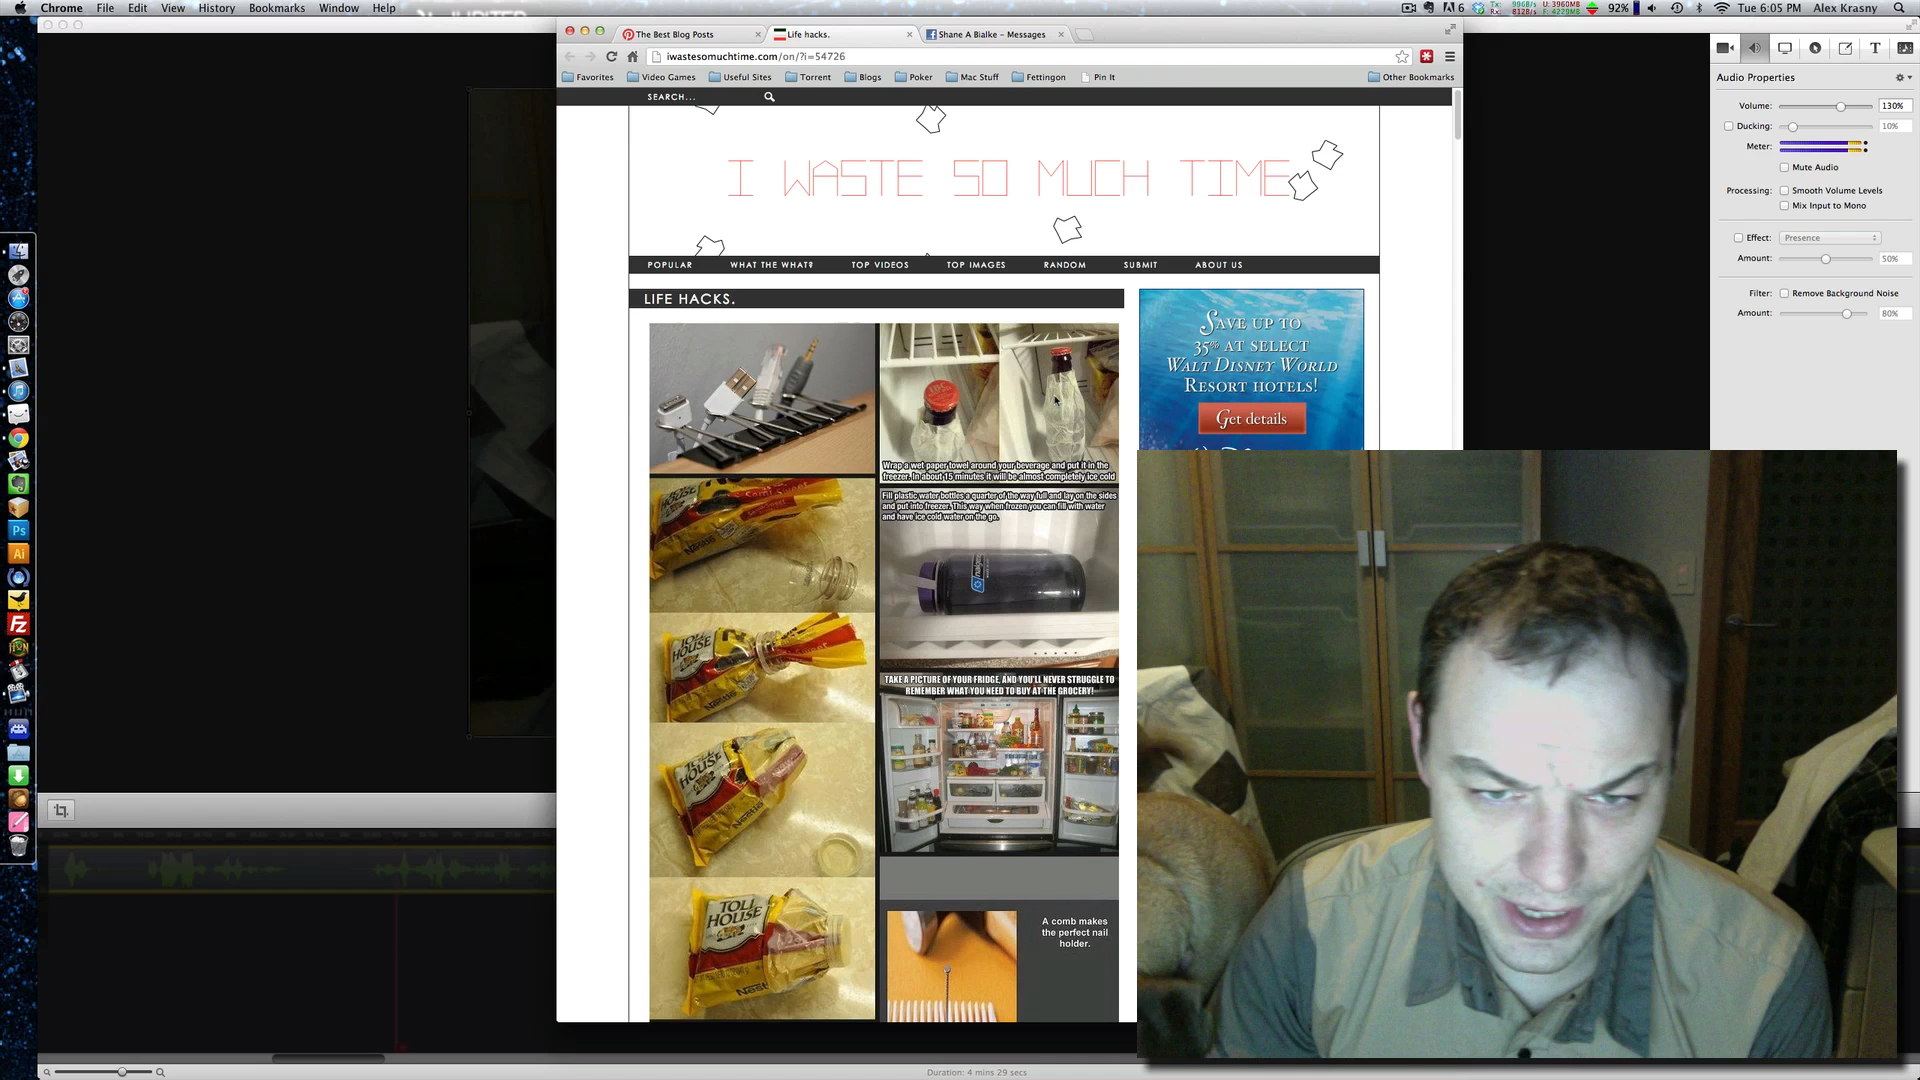 Chrome File Edit View History Bookmarks Window Help
6
92%
Tue 6:05 PM Alex Krasny
The Best Blog Posts
Life hacks.
Shane A Bialke – Messages
iwastesomuchtime.com/on/?i=54726
Favorites Video Games Useful Sites Torrent Blogs Poker Mac Stuff Fettingon Pin It Other Bookmarks
SEARCH...
I WASTE SO MUCH TIME
POPULAR WHAT THE WHAT? TOP VIDEOS TOP IMAGES RANDOM SUBMIT ABOUT US
LIFE HACKS.
Wrap a wet paper towel around your beverage and put it in the
freezer. In about 15 minutes it will be almost completely ice cold
Fill plastic water bottles a quarter of the way full and lay on the sides
and put into freezer. This way when frozen you can fill with water
and have ice cold water on the go.
TAKE A PICTURE OF YOUR FRIDGE, AND YOU'LL NEVER STRUGGLE TO
REMEMBER WHAT YOU NEED TO BUY AT THE GROCERY!
A comb makes
the perfect nail
holder.
TOLL
HOUSE
Nestle
SAVE UP TO
35% AT SELECT
WALT DISNEY WORLD
RESORT HOTELS!
Get details
Audio Properties
Volume: 130%
Ducking: 10%
Meter:
Mute Audio
Processing: Smooth Volume Levels
Mix Input to Mono
Effect: Presence
Amount: 50%
Filter: Remove Background Noise
Amount: 80%
Ps
Ai
Fz
Duration: 4 mins 29 secs